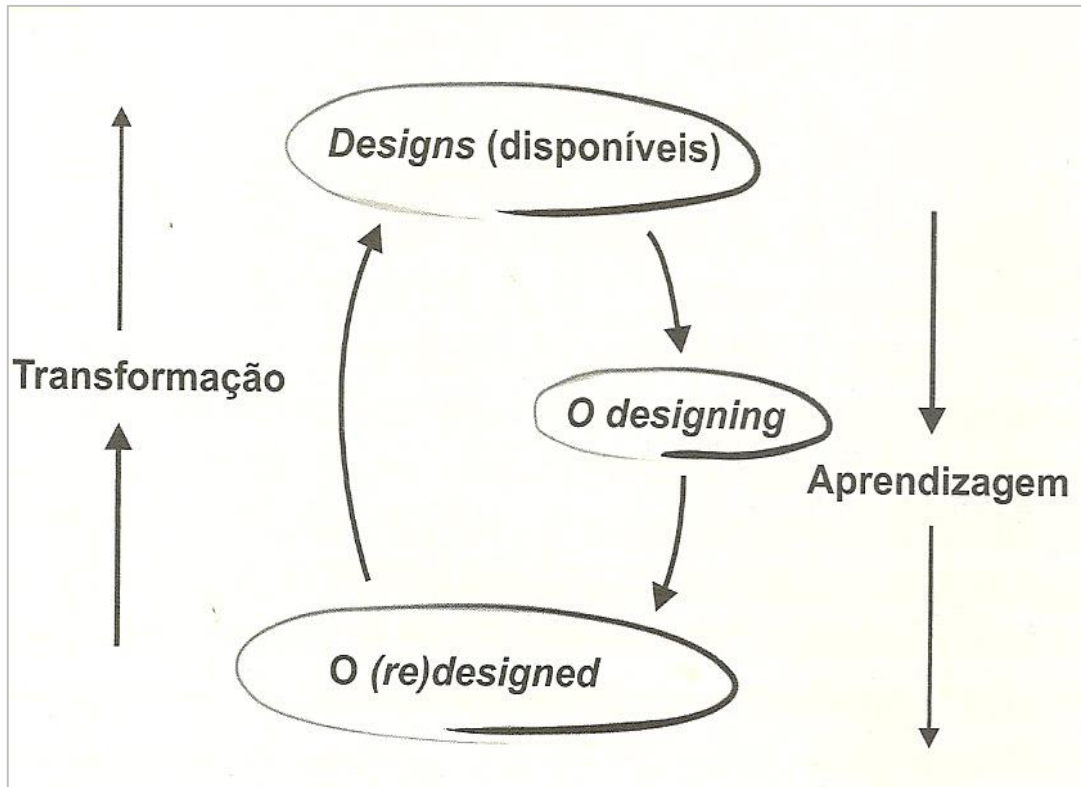 Designs (disponíveis)
Transformação
O designing
Aprendizagem
O (re)designed